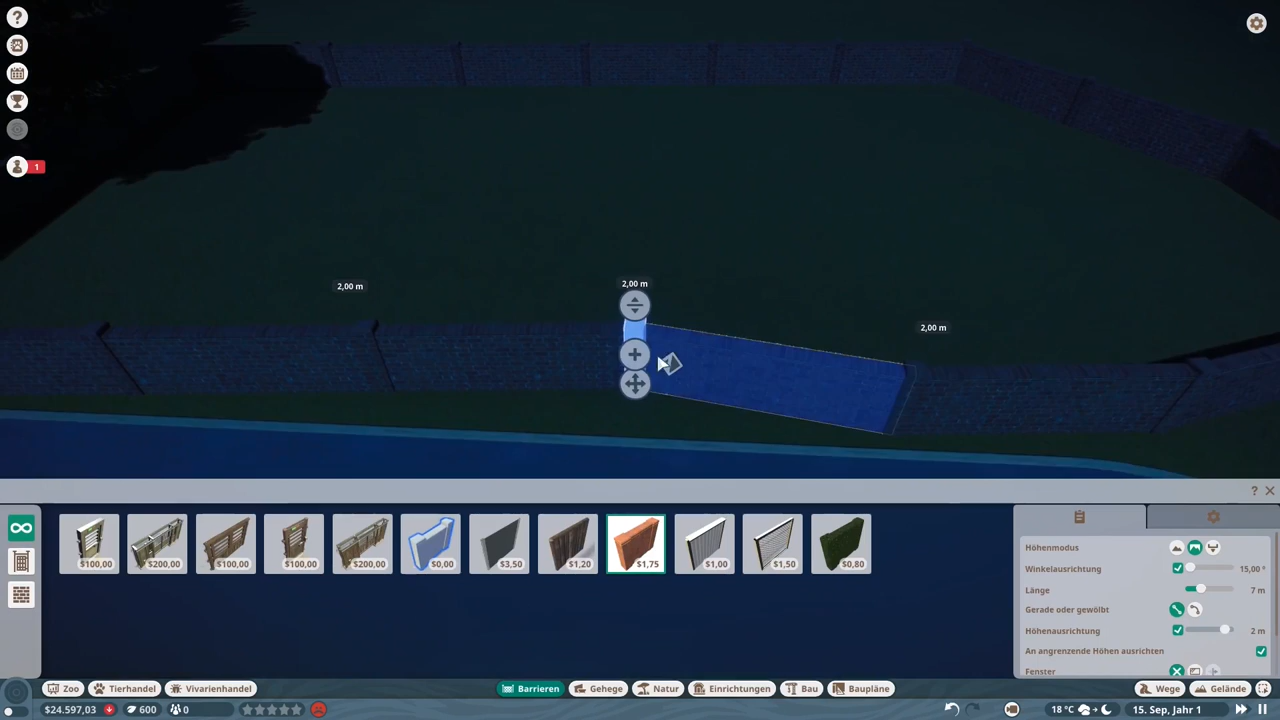 ?
1
2,00 m
2,00 m
2,00 m
?
$100,00
$200,00
$100,00
$100,00
$200,00
$0,00
$3,50
$1,20
$1,75
$1,00
$1,50
$0,80
Höhenmodus
Winkelausrichtung 15,00 °
Länge 7 m
Gerade oder gewölbt
Höhenausrichtung 2 m
An angrenzende Höhen ausrichten
Fenster
Zoo Tierhandel Vivarienhandel Barrieren Gehege Natur Einrichtungen Bau Baupläne Wege Gelände
$24.597,03 600 0 18 °C 15. Sep, Jahr 1